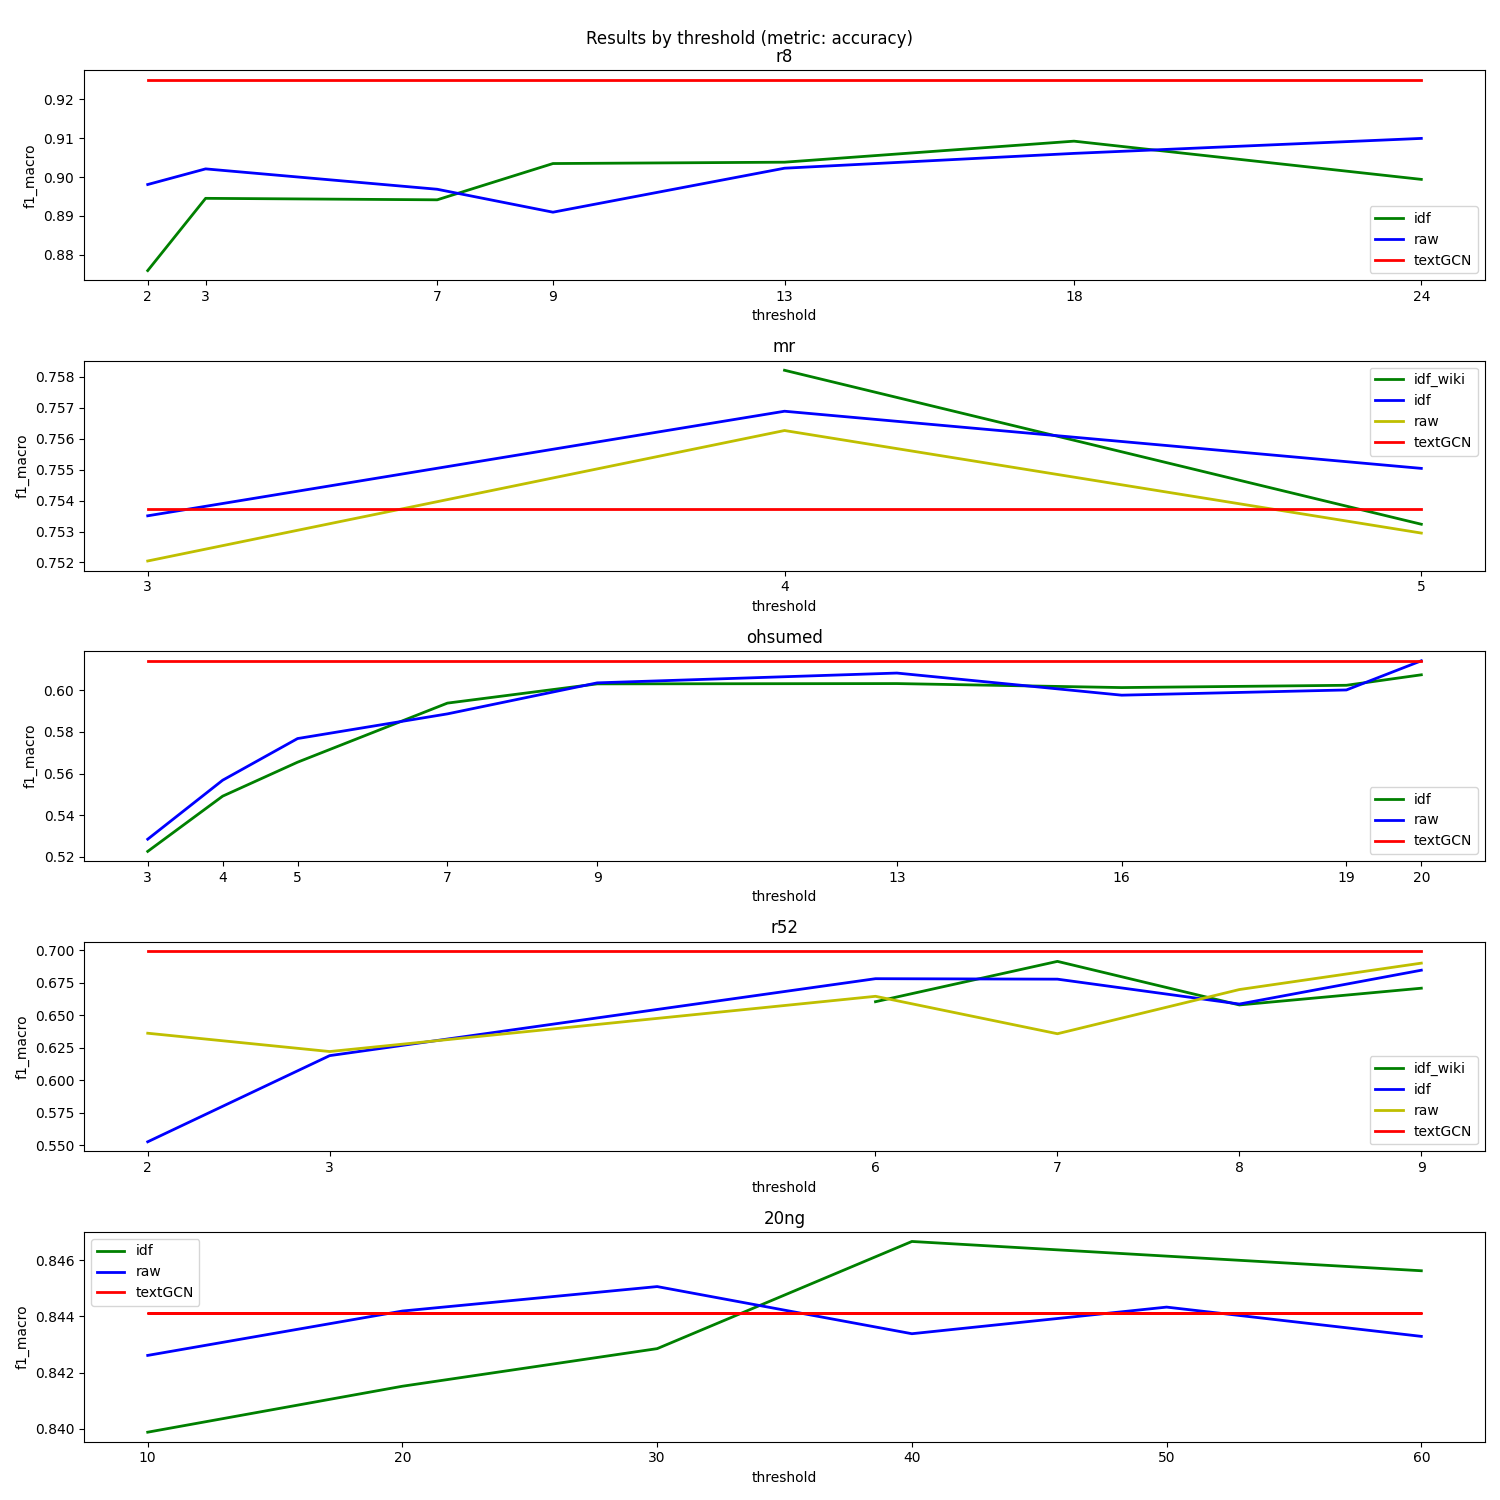 Results by threshold (metric: accuracy)
r8
0.92
0.91
0.90
0.89
0.88
f1_macro
idf
raw
textGCN
2 3 7 9 13 18 24
threshold
mr
0.758
0.757
0.756
0.755
0.754
0.753
0.752
f1_macro
idf_wiki
idf
raw
textGCN
3 4 5
threshold
ohsumed
0.60
0.58
0.56
0.54
0.52
f1_macro
idf
raw
textGCN
3 4 5 7 9 13 16 19 20
threshold
r52
0.700
0.675
0.650
0.625
0.600
0.575
0.550
f1_macro
idf_wiki
idf
raw
textGCN
2 3 6 7 8 9
threshold
20ng
0.846
0.844
0.842
0.840
f1_macro
idf
raw
textGCN
10 20 30 40 50 60
threshold